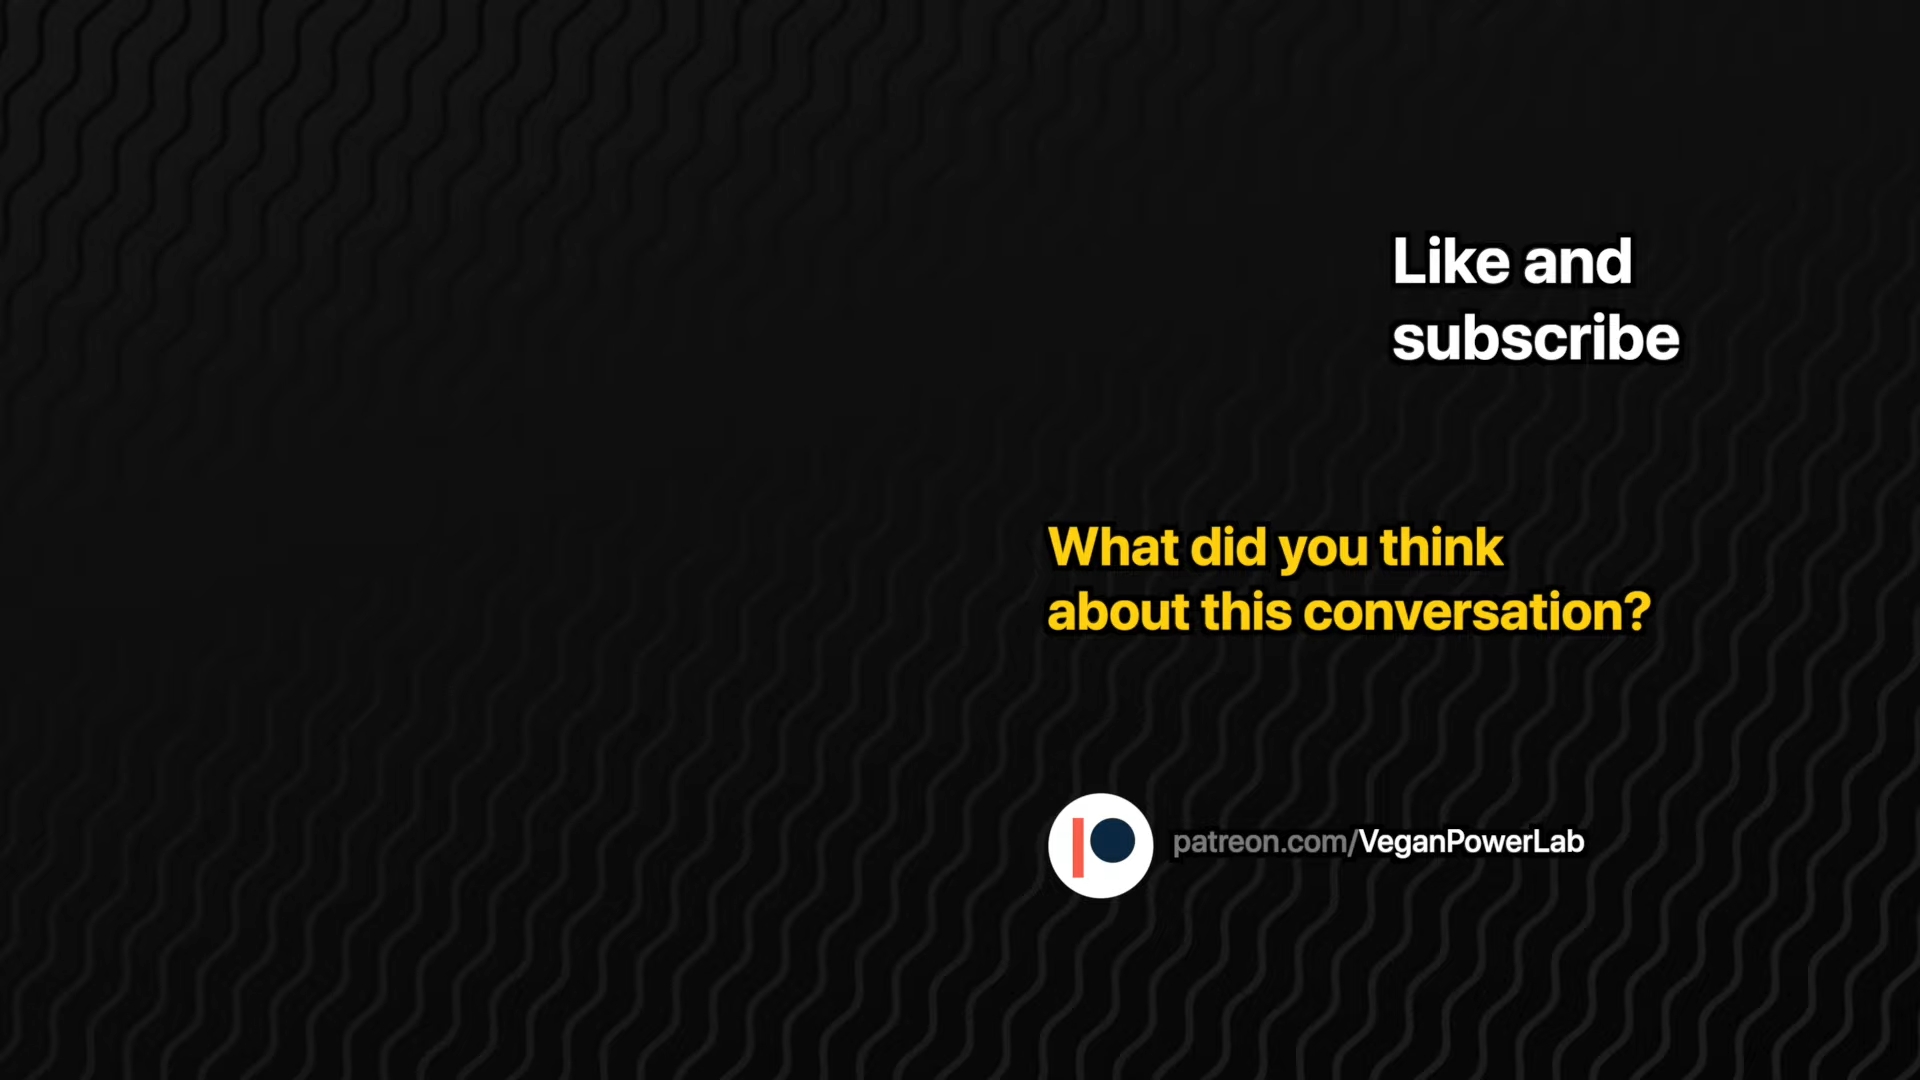 Like and
subscribe
What did you think
about this conversation?
patreon.com/VeganPowerLab